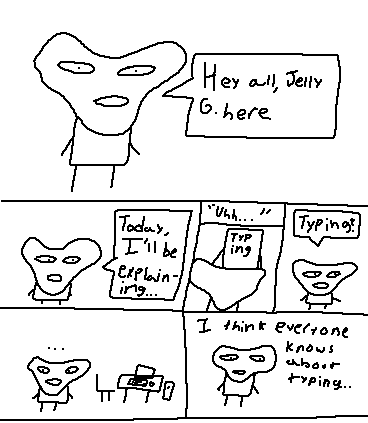 Hey all, Jelly
G. here
Today,
I'll be
explain-
ing...
"Uhh... "
Typ
ing
Typing!
...
I think everyone
knows
about
typing..